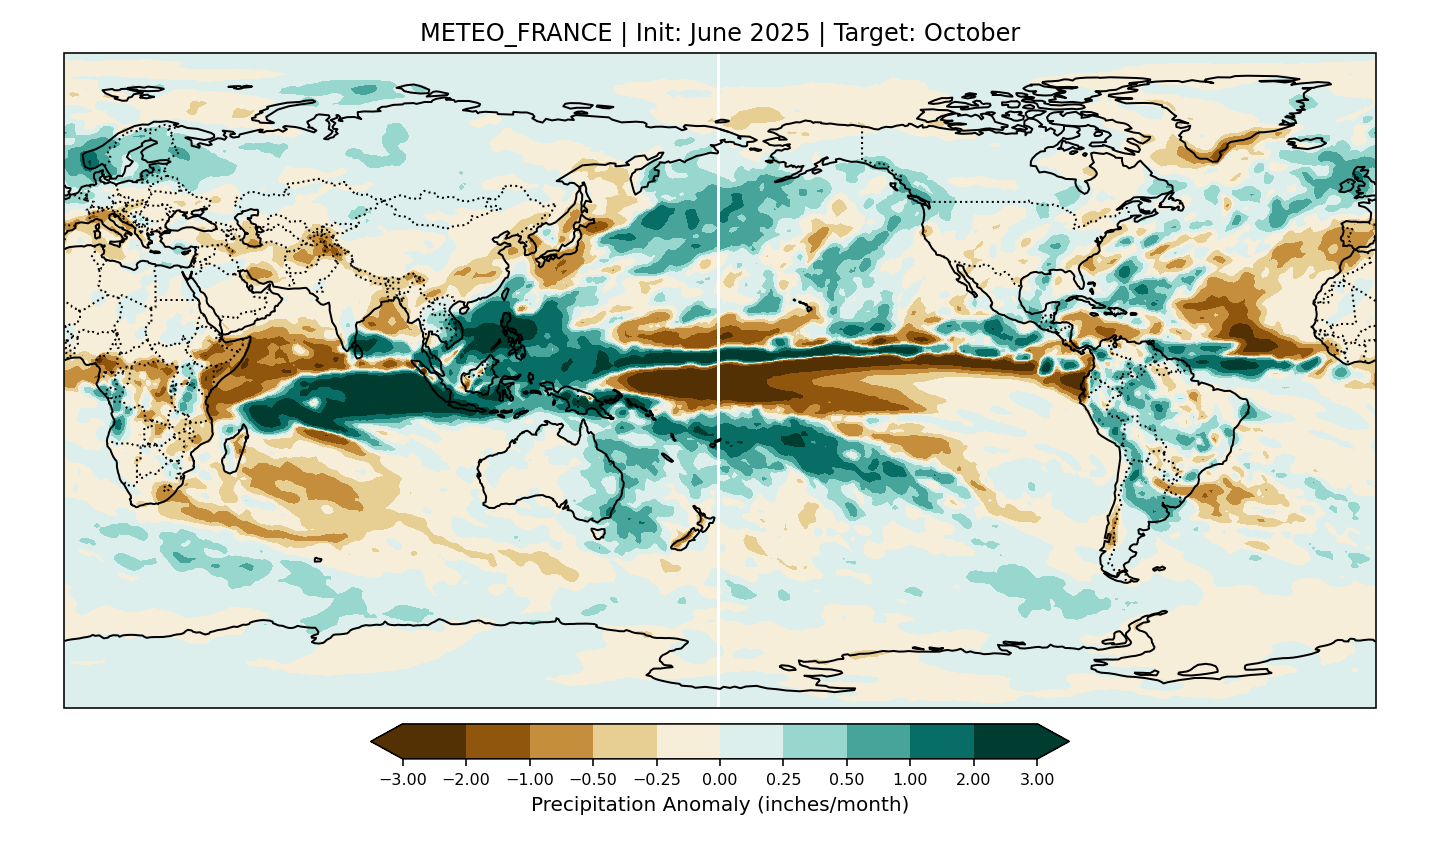 METEO_FRANCE | Init: June 2025 | Target: October
−3.00 −2.00 −1.00 −0.50 −0.25 0.00 0.25 0.50 1.00 2.00 3.00
Precipitation Anomaly (inches/month)